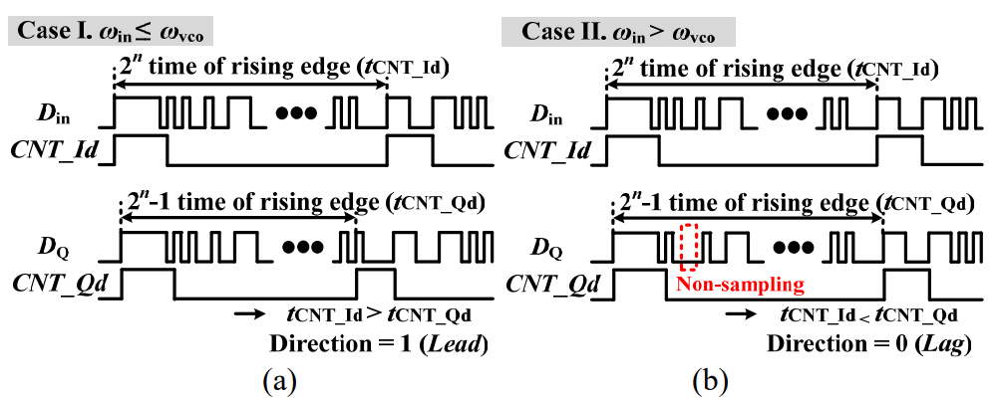 Case I. ωin ≤ ωvco
2ⁿ time of rising edge (tCNT_Id)
Din
CNT_Id
2ⁿ-1 time of rising edge (tCNT_Qd)
DQ
CNT_Qd
tCNT_Id > tCNT_Qd
Direction = 1 (Lead)
(a)
Case II. ωin > ωvco
2ⁿ time of rising edge (tCNT_Id)
Din
CNT_Id
2ⁿ-1 time of rising edge (tCNT_Qd)
DQ
Non-sampling
CNT_Qd
tCNT_Id < tCNT_Qd
Direction = 0 (Lag)
(b)